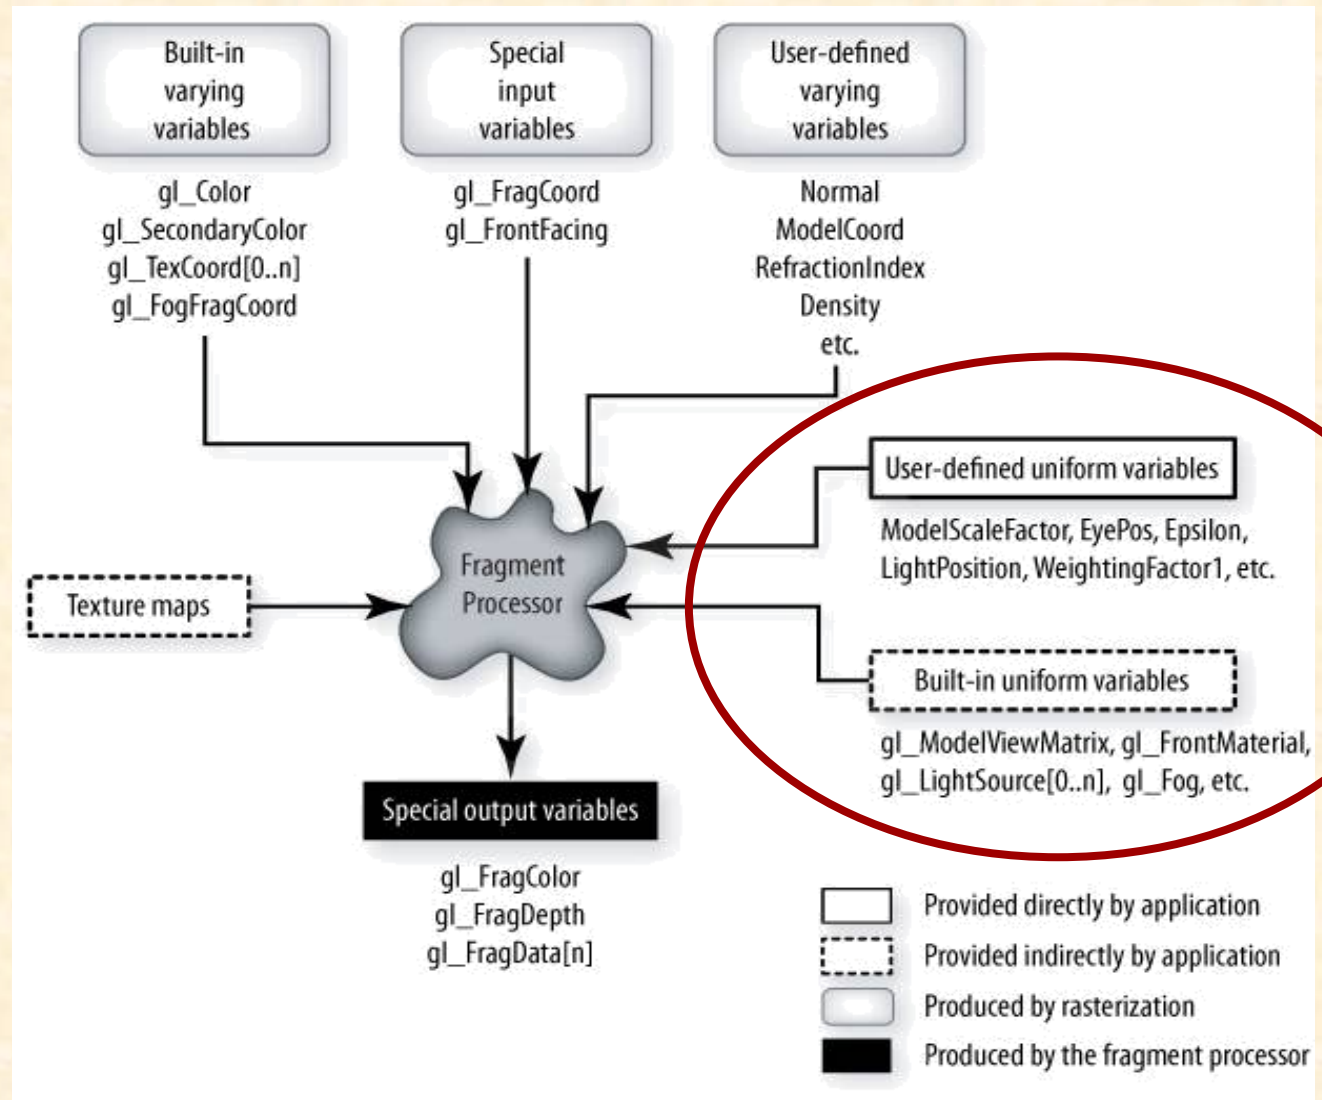 Built-in
varying
variables
Special
input
variables
User-defined
varying
variables
gl_Color
gl_SecondaryColor
gl_TexCoord[0..n]
gl_FogFragCoord
gl_FragCoord
gl_FrontFacing
Normal
ModelCoord
RefractionIndex
Density
etc.
User-defined uniform variables
ModelScaleFactor, EyePos, Epsilon,
LightPosition, WeightingFactor1, etc.
Fragment
Processor
Texture maps
Built-in uniform variables
gl_ModelViewMatrix, gl_FrontMaterial,
gl_LightSource[0..n], gl_Fog, etc.
Special output variables
gl_FragColor
gl_FragDepth
gl_FragData[n]
Provided directly by application
Provided indirectly by application
Produced by rasterization
Produced by the fragment processor